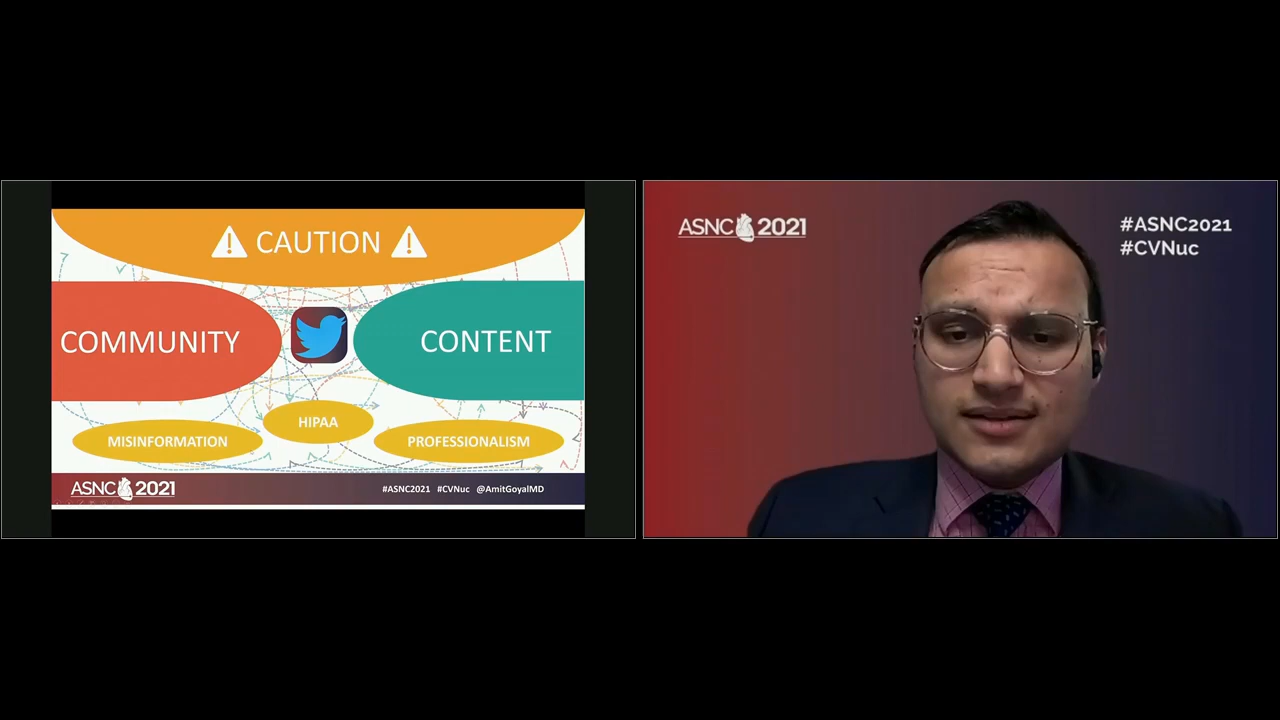 CAUTION
COMMUNITY
CONTENT
HIPAA
MISINFORMATION
PROFESSIONALISM
ASNC 2021
#ASNC2021 #CVNuc @AmitGoyalMD
ASNC 2021
#ASNC2021
#CVNuc